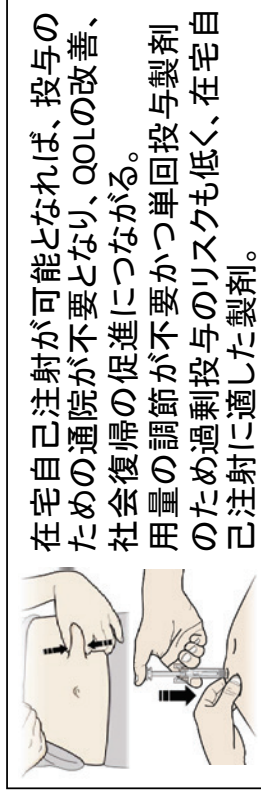 在宅自己注射が可能となれば、投与の
ための通院が不要となり、QOLの改善、
社会復帰の促進につながる。
用量の調節が不要かつ単回投与製剤
のため過剰投与のリスクも低く、在宅自
己注射に適した製剤。